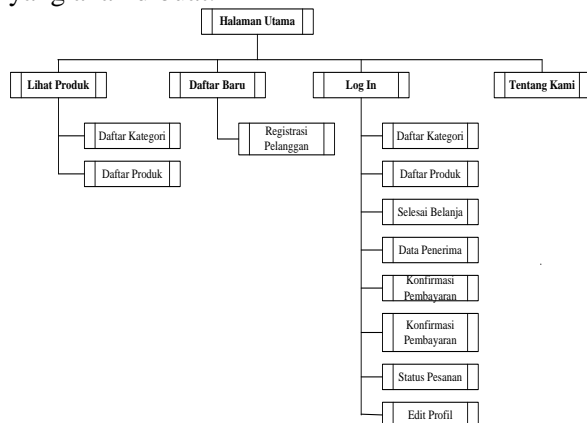 Halaman Utama
Lihat Produk
Daftar Baru
Log In
Tentang Kami
Daftar Kategori
Daftar Produk
Registrasi
Pelanggan
Daftar Kategori
Daftar Produk
Selesai Belanja
Data Penerima
Konfirmasi
Pembayaran
Konfirmasi
Pembayaran
Status Pesanan
Edit Profil